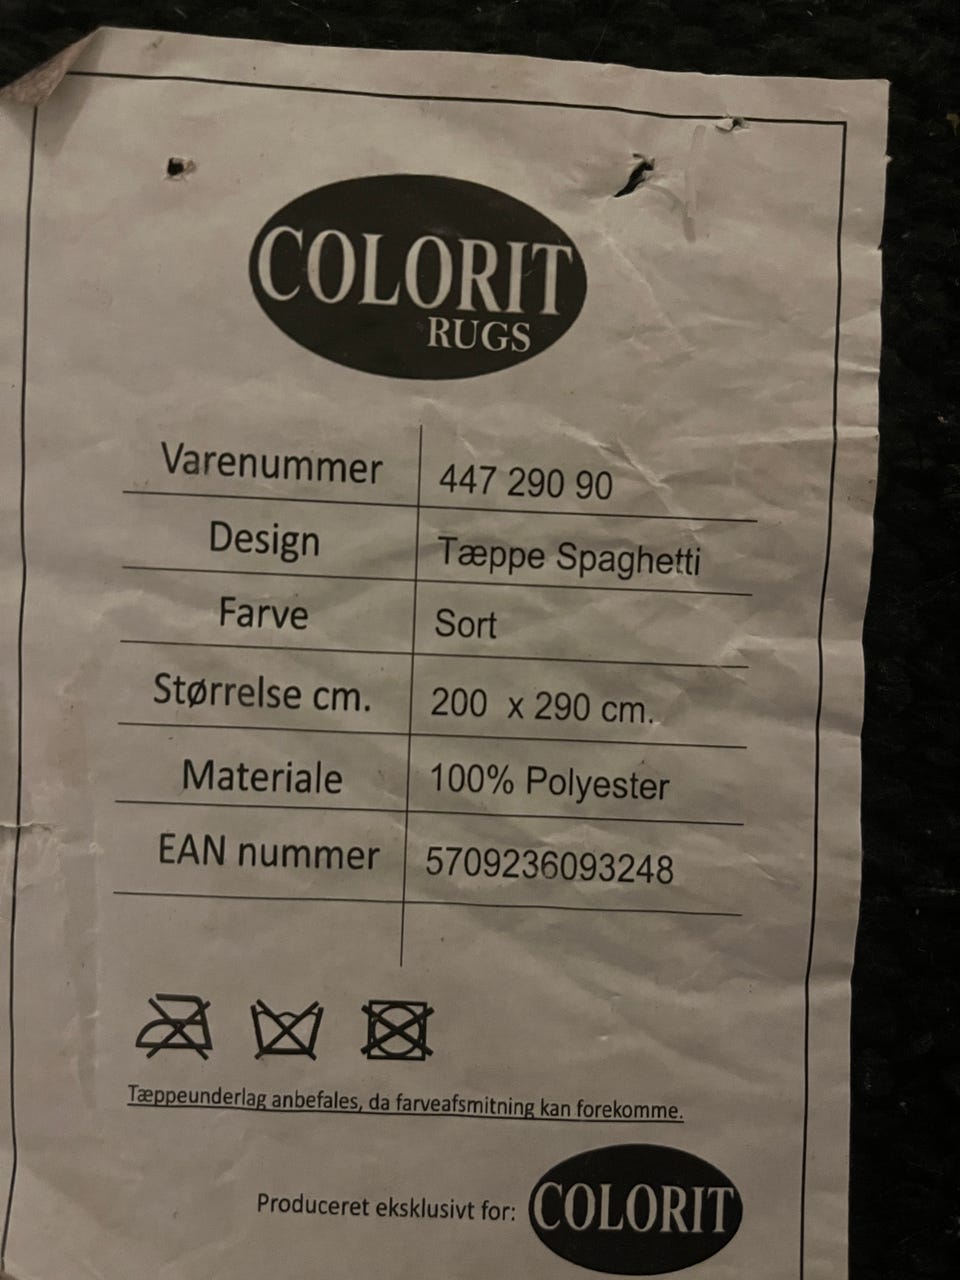 COLORIT
RUGS
Varenummer 447 290 90
Design Tæppe Spaghetti
Farve Sort
Størrelse cm. 200 x 290 cm.
Materiale 100% Polyester
EAN nummer 5709236093248
Tæppeunderlag anbefales, da farveafsmitning kan forekomme.
Produceret eksklusivt for: COLORIT